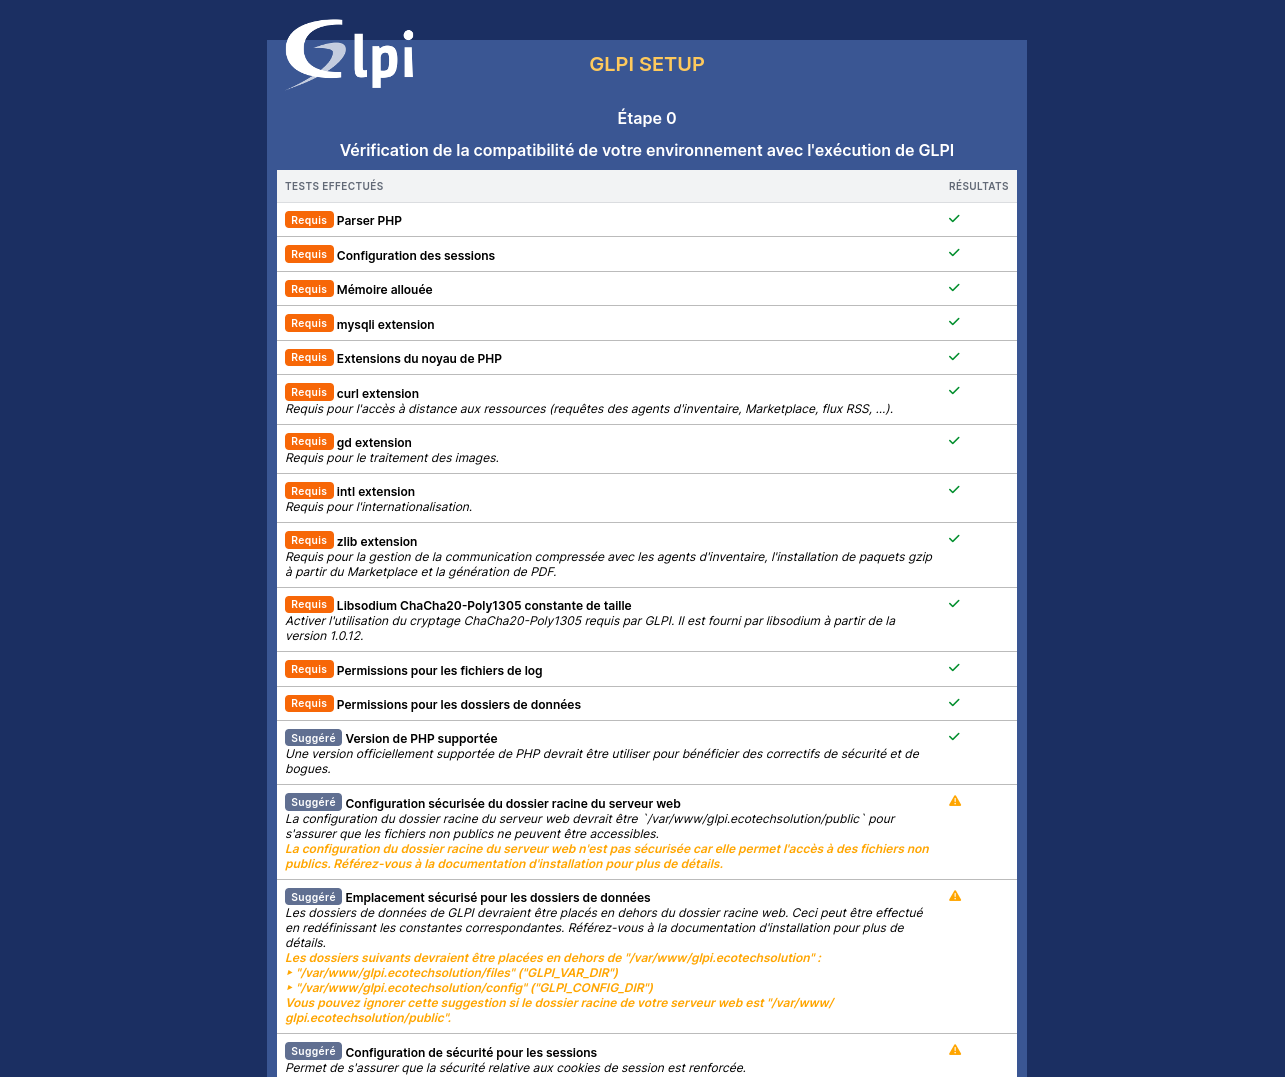 Glpi
GLPI SETUP
Étape 0
Vérification de la compatibilité de votre environnement avec l'exécution de GLPI
TESTS EFFECTUÉS RÉSULTATS
Requis Parser PHP
Requis Configuration des sessions
Requis Mémoire allouée
Requis mysqli extension
Requis Extensions du noyau de PHP
Requis curl extension
Requis pour l'accès à distance aux ressources (requêtes des agents d'inventaire, Marketplace, flux RSS, ...).
Requis gd extension
Requis pour le traitement des images.
Requis intl extension
Requis pour l'internationalisation.
Requis zlib extension
Requis pour la gestion de la communication compressée avec les agents d'inventaire, l'installation de paquets gzip
à partir du Marketplace et la génération de PDF.
Requis Libsodium ChaCha20-Poly1305 constante de taille
Activer l'utilisation du cryptage ChaCha20-Poly1305 requis par GLPI. Il est fourni par libsodium à partir de la
version 1.0.12.
Requis Permissions pour les fichiers de log
Requis Permissions pour les dossiers de données
Suggéré Version de PHP supportée
Une version officiellement supportée de PHP devrait être utiliser pour bénéficier des correctifs de sécurité et de
bogues.
Suggéré Configuration sécurisée du dossier racine du serveur web
La configuration du dossier racine du serveur web devrait être `/var/www/glpi.ecotechsolution/public` pour
s'assurer que les fichiers non publics ne peuvent être accessibles.
La configuration du dossier racine du serveur web n'est pas sécurisée car elle permet l'accès à des fichiers non
publics. Référez-vous à la documentation d'installation pour plus de détails.
Suggéré Emplacement sécurisé pour les dossiers de données
Les dossiers de données de GLPI devraient être placés en dehors du dossier racine web. Ceci peut être effectué
en redéfinissant les constantes correspondantes. Référez-vous à la documentation d'installation pour plus de
détails.
Les dossiers suivants devraient être placées en dehors de "/var/www/glpi.ecotechsolution" :
‣ "/var/www/glpi.ecotechsolution/files" ("GLPI_VAR_DIR")
‣ "/var/www/glpi.ecotechsolution/config" ("GLPI_CONFIG_DIR")
Vous pouvez ignorer cette suggestion si le dossier racine de votre serveur web est "/var/www/
glpi.ecotechsolution/public".
Suggéré Configuration de sécurité pour les sessions
Permet de s'assurer que la sécurité relative aux cookies de session est renforcée.